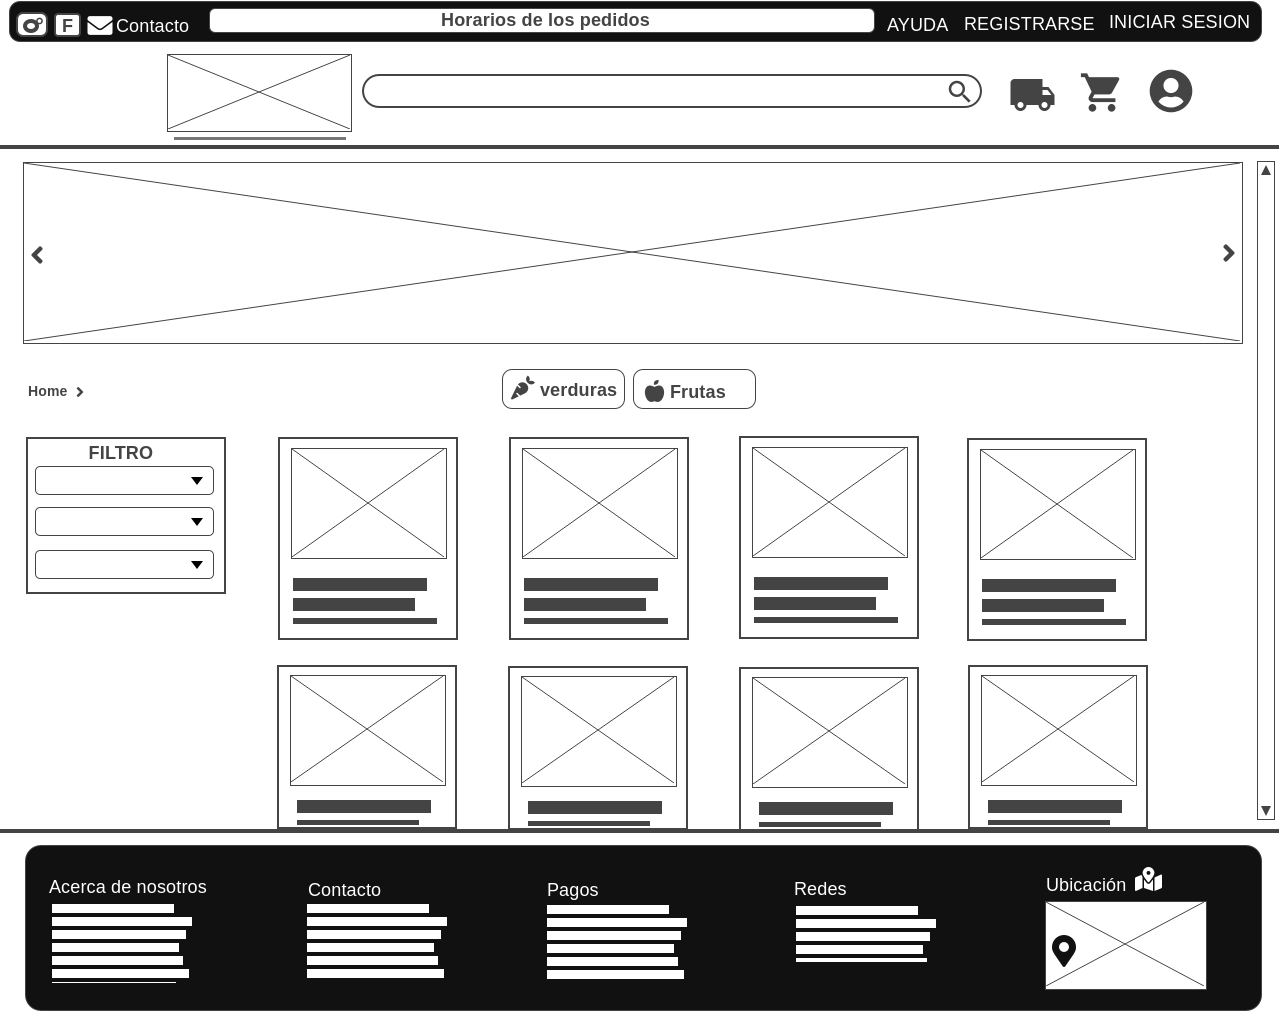 F
Contacto
Horarios de los pedidos
AYUDA
REGISTRARSE
INICIAR SESION
Home
verduras
Frutas
FILTRO
Acerca de nosotros
Contacto
Pagos
Redes
Ubicación